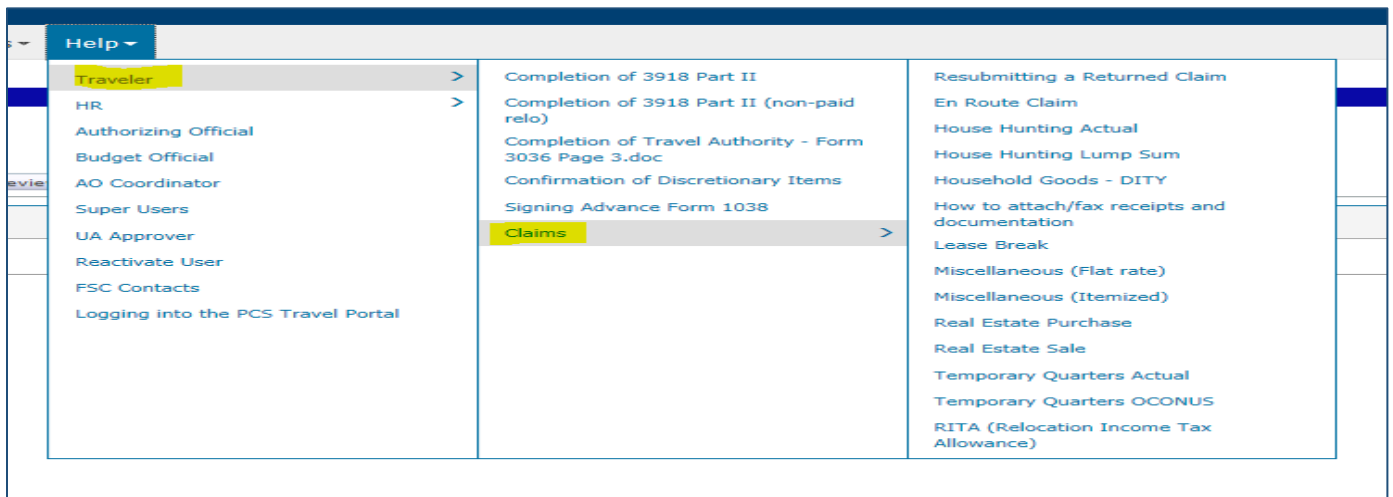 Help
Traveler
HR
Authorizing Official
Budget Official
AO Coordinator
Super Users
UA Approver
Reactivate User
FSC Contacts
Logging into the PCS Travel Portal
Completion of 3918 Part II
Completion of 3918 Part II (non-paid
relo)
Completion of Travel Authority - Form
3036 Page 3.doc
Confirmation of Discretionary Items
Signing Advance Form 1038
Claims
Resubmitting a Returned Claim
En Route Claim
House Hunting Actual
House Hunting Lump Sum
Household Goods - DITY
How to attach/fax receipts and
documentation
Lease Break
Miscellaneous (Flat rate)
Miscellaneous (Itemized)
Real Estate Purchase
Real Estate Sale
Temporary Quarters Actual
Temporary Quarters OCONUS
RITA (Relocation Income Tax
Allowance)